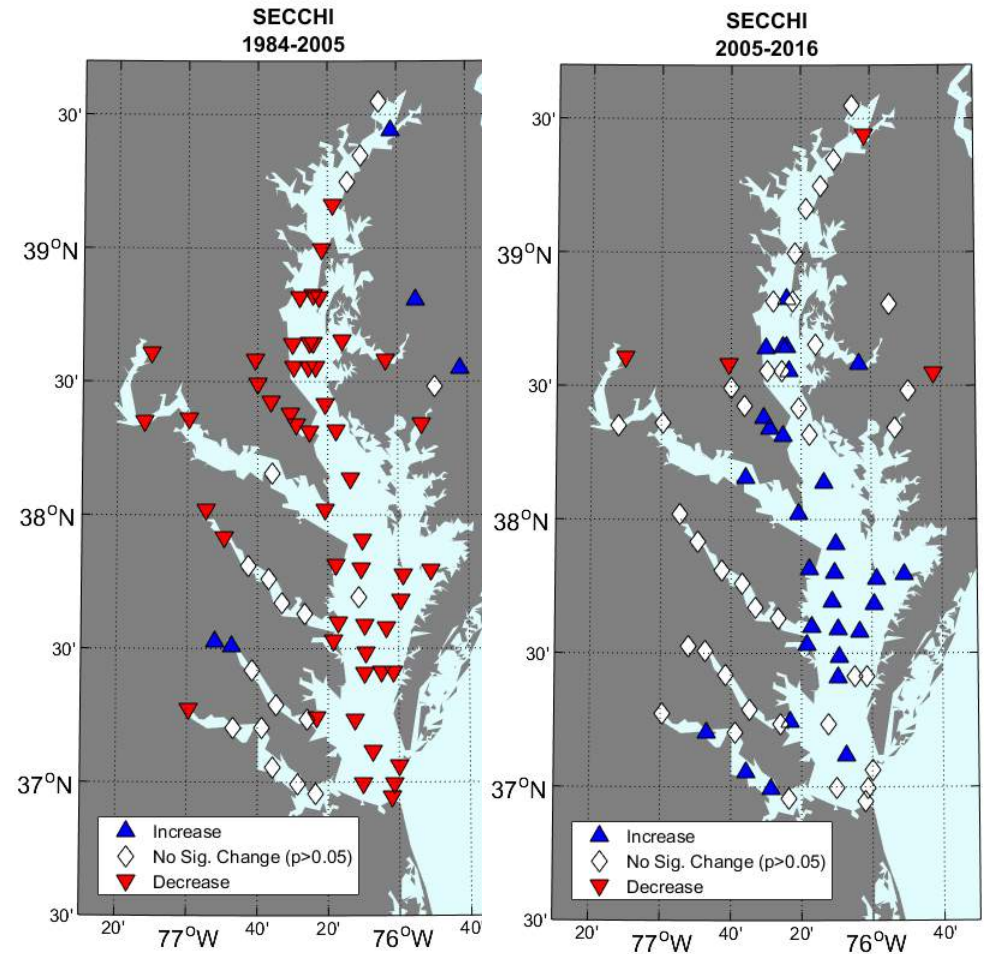 SECCHI
1984-2005
30'
39°N
30'
38°N
30'
37°N
30'
Increase
No Sig. Change (p>0.05)
Decrease
20'
77°W
40'
20'
76°W
40'
SECCHI
2005-2016
30'
39°N
30'
38°N
30'
37°N
30'
Increase
No Sig. Change (p>0.05)
Decrease
20'
77°W
40'
20'
76°W
40'